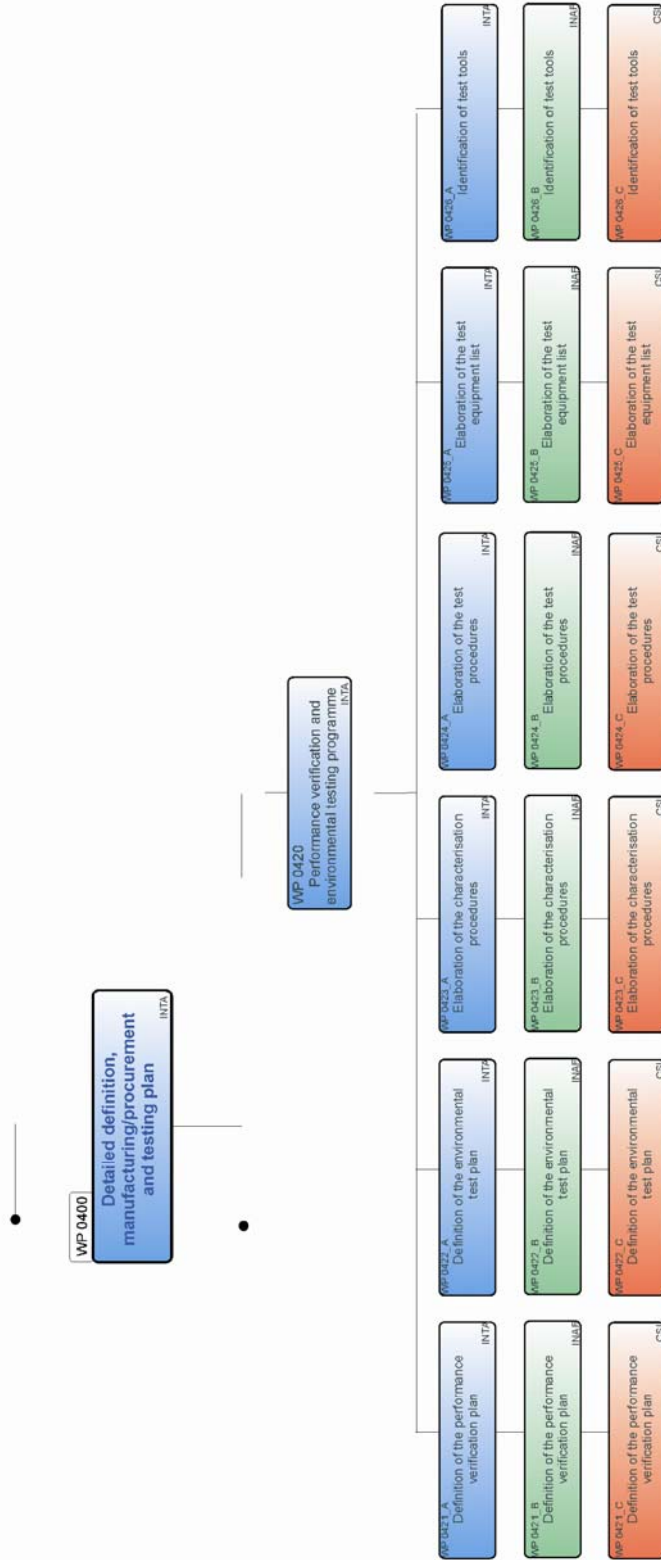 WP 0400
Detailed definition,
manufacturing/procurement
and testing plan
INTA
WP 0420
Performance verification and
environmental testing programme
INTA
WP 0421_A
Definition of the performance
verification plan
INTA
WP 0422_A
Definition of the environmental
test plan
INTA
WP 0423_A
Elaboration of the characterisation
procedures
INTA
WP 0424_A
Elaboration of the test
procedures
INTA
WP 0425_A
Elaboration of the test
equipment list
INTA
WP 0426_A
Identification of test tools
INTA
WP 0421_B
Definition of the performance
verification plan
INAF
WP 0422_B
Definition of the environmental
test plan
INAF
WP 0423_B
Elaboration of the characterisation
procedures
INAF
WP 0424_B
Elaboration of the test
procedures
INAF
WP 0425_B
Elaboration of the test
equipment list
INAF
WP 0426_B
Identification of test tools
INAF
WP 0421_C
Definition of the performance
verification plan
CSL
WP 0422_C
Definition of the environmental
test plan
CSL
WP 0423_C
Elaboration of the characterisation
procedures
CSL
WP 0424_C
Elaboration of the test
procedures
CSL
WP 0425_C
Elaboration of the test
equipment list
CSL
WP 0426_C
Identification of test tools
CSL